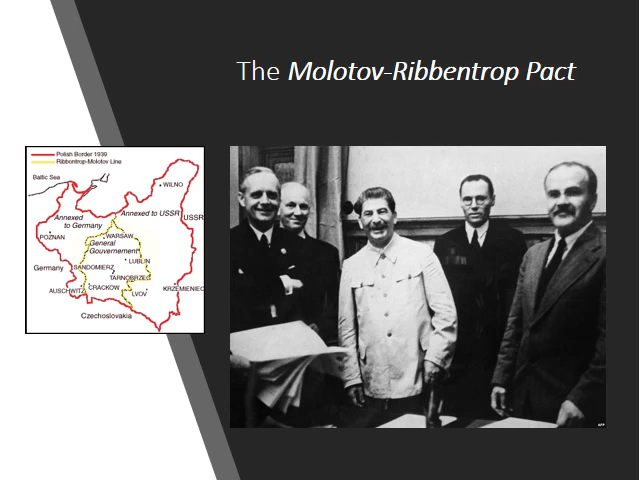 The Molotov-Ribbentrop Pact
Polish Border 1939
Ribbontrop-Molotov Line
Baltic Sea
WILNO
Annexed to USSR
USSR
Annexed
to Germany
POZNAN
WARSAW
General
Gouvernement
LUBLIN
Germany
SANDOMIERZ
TARNOBRZEG
AUSCHWITZ
CRACKOW
LVOV
KRZEMIENIEC
Czechoslovakia
AFP